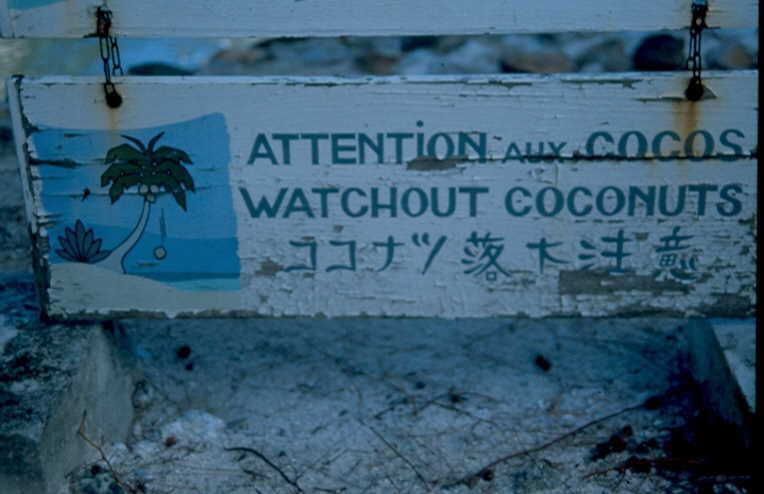 ATTENTION AUX COCOS
WATCHOUT COCONUTS
ココナツ落下注意